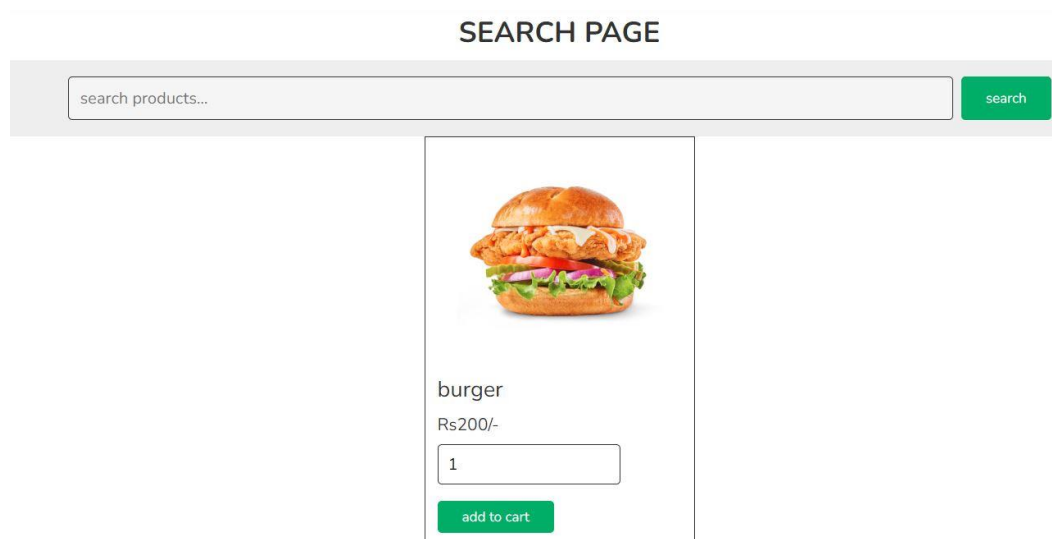 SEARCH PAGE
search products...
search
burger
Rs200/-
1
add to cart